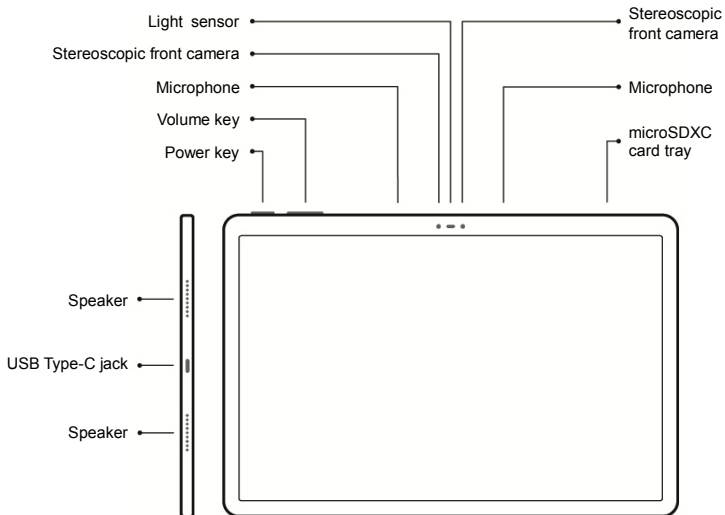 Light sensor
Stereoscopic front camera
Microphone
Volume key
Power key
Stereoscopic
front camera
Microphone
microSDXC
card tray
Speaker
USB Type-C jack
Speaker